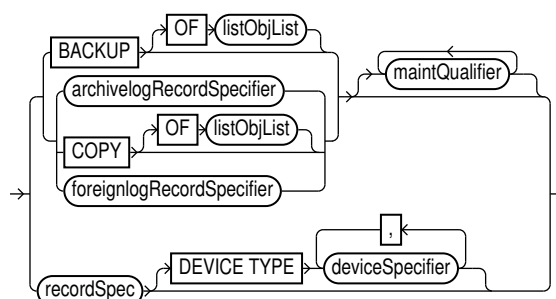 BACKUP OF listObjList
maintQualifier
archivelogRecordSpecifier
COPY OF listObjList
foreignlogRecordSpecifier
,
recordSpec DEVICE TYPE deviceSpecifier